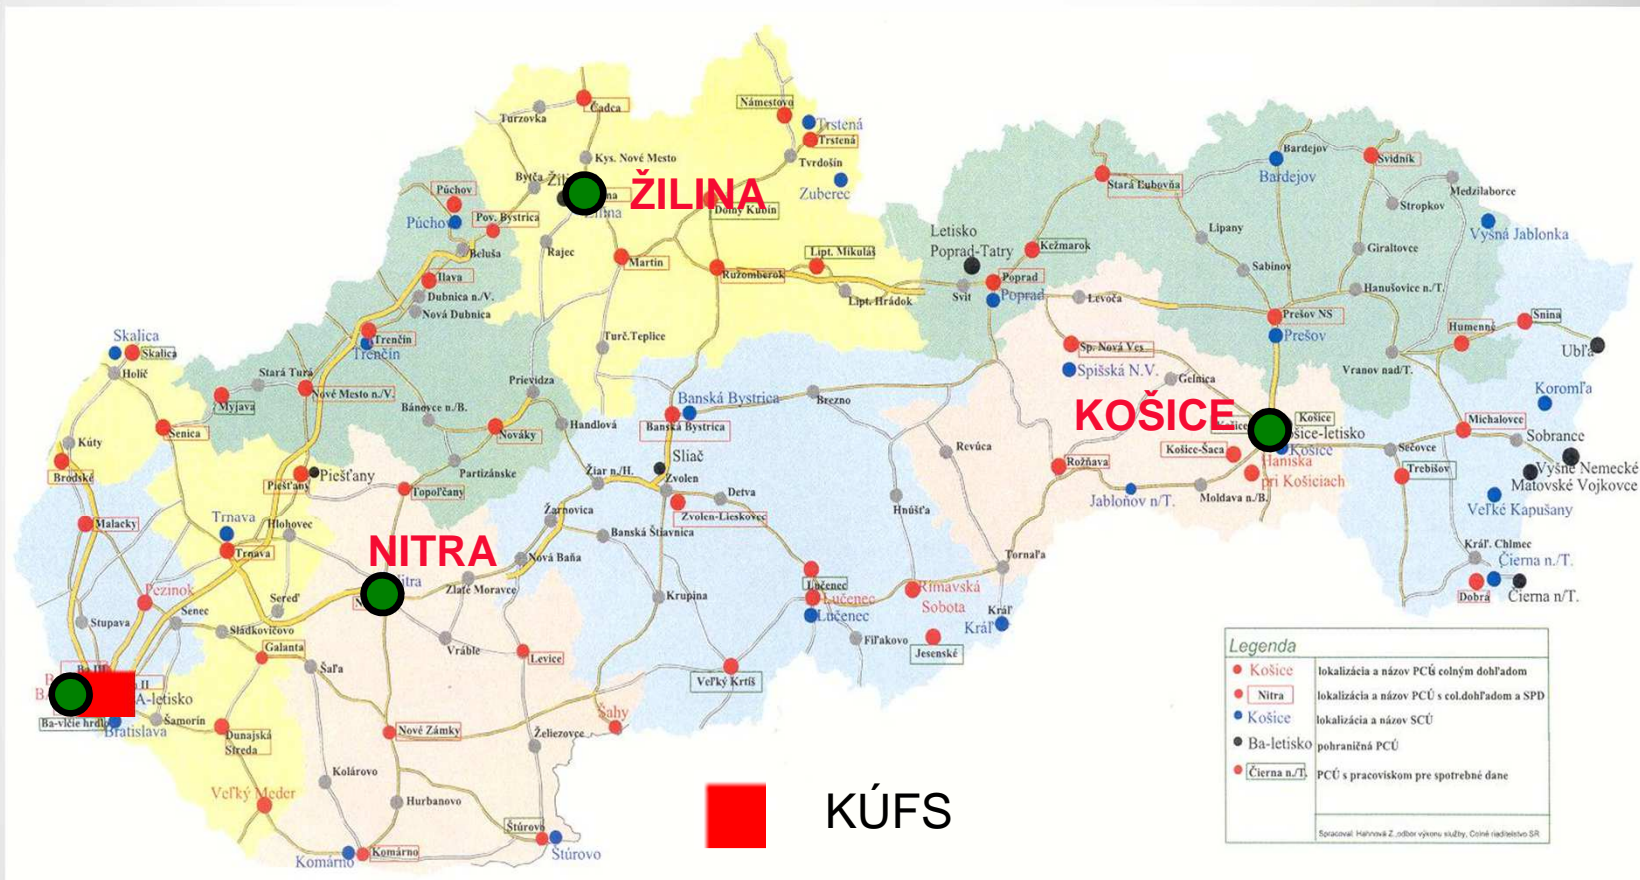 Čadca
Turzovka
Námestovo
Trstená
Trstená
Kys. Nové Mesto
Tvrdošín
Bytča
ŽILINA
Zuberec
Dolný Kubín
Púchov
Púchov
Pov. Bystrica
Beluša
Rajec
Martin
Lipt. Mikuláš
Ružomberok
Lipt. Hrádok
Ilava
Dubnica n./V.
Nová Dubnica
Turč.Teplice
Trenčín
Trenčín
Skalica
Skalica
Holíč
Stará Turá
Myjava
Nové Mesto n./V.
Prievidza
Bánovce n./B.
Handlová
Nováky
Senica
Kúty
Brodské
Partizánske
Piešťany
Piešťany
Topoľčany
Malacky
Trnava
Trnava
Hlohovec
NITRA
Zlaté Moravce
Pezinok
Senec
Sereď
Stupava
Sládkovičovo
Galanta
Šaľa
Vráble
Levice
A-letisko
Ba-vlčie hrdlo
Bratislava
Šamorín
Dunajská
Streda
Nové Zámky
Želiezovce
Šahy
Kolárovo
Veľký Meder
Hurbanovo
Komárno
Komárno
Štúrovo
Štúrovo
Banská Bystrica
Banská Bystrica
Brezno
Sliač
Zvolen
Žiar n./H.
Detva
Zvolen-Lieskovec
Žarnovica
Banská Štiavnica
Nová Baňa
Krupina
Lučenec
Lučenec
Lučenec
Veľký Krtíš
Fiľakovo
Rimavská
Sobota
Jesenské
Hnúšťa
Revúca
Tornaľa
Kráľ
Kráľ
Letisko
Poprad-Tatry
Kežmarok
Poprad
Poprad
Svit
Levoča
Stará Ľubovňa
Bardejov
Bardejov
Svidník
Medzilaborce
Stropkov
Lipany
Giraltovce
Vyšná Jablonka
Sabinov
Hanušovice n./T.
Prešov NS
Prešov
Humenné
Snina
Ubľa
Vranov nad/T.
Sp. Nová Ves
Spišská N.V.
Gelnica
KOŠICE
Košice
Košice
Košice-Šaca
Haniska
pri Košiciach
Rožňava
Jabloňov n/T.
Moldava n./B.
Koromľa
Michalovce
Sečovce
Sobrance
Trebišov
Vyšné Nemecké
Maťovské Vojkovce
Veľké Kapušany
Kráľ. Chlmec
Čierna n./T.
Dobrá
Čierna n/T.
KÚFS
Legenda
Košice lokalizácia a názov PCÚ s colným dohľadom
Nitra lokalizácia a názov PCÚ s col.dohľadom a SPD
Košice lokalizácia a názov SCÚ
Ba-letisko pohraničná PCÚ
Čierna n./T. PCÚ s pracoviskom pre spotrebné dane
Spracoval: Hahnová Z.,odbor výkonu služby, Colné riaditeľstvo SR